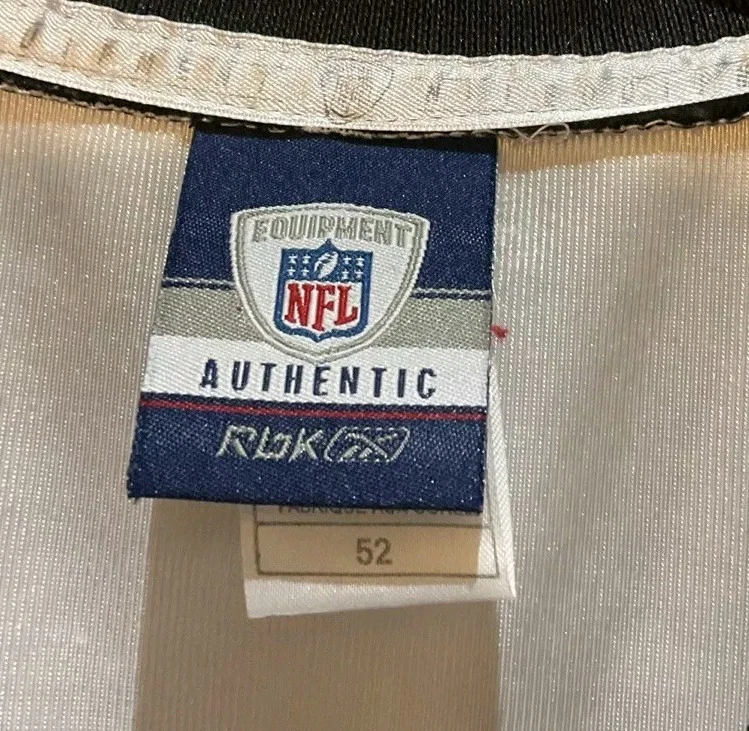 EQUIPMENT
NFL
AUTHENTIC
Rbk
52